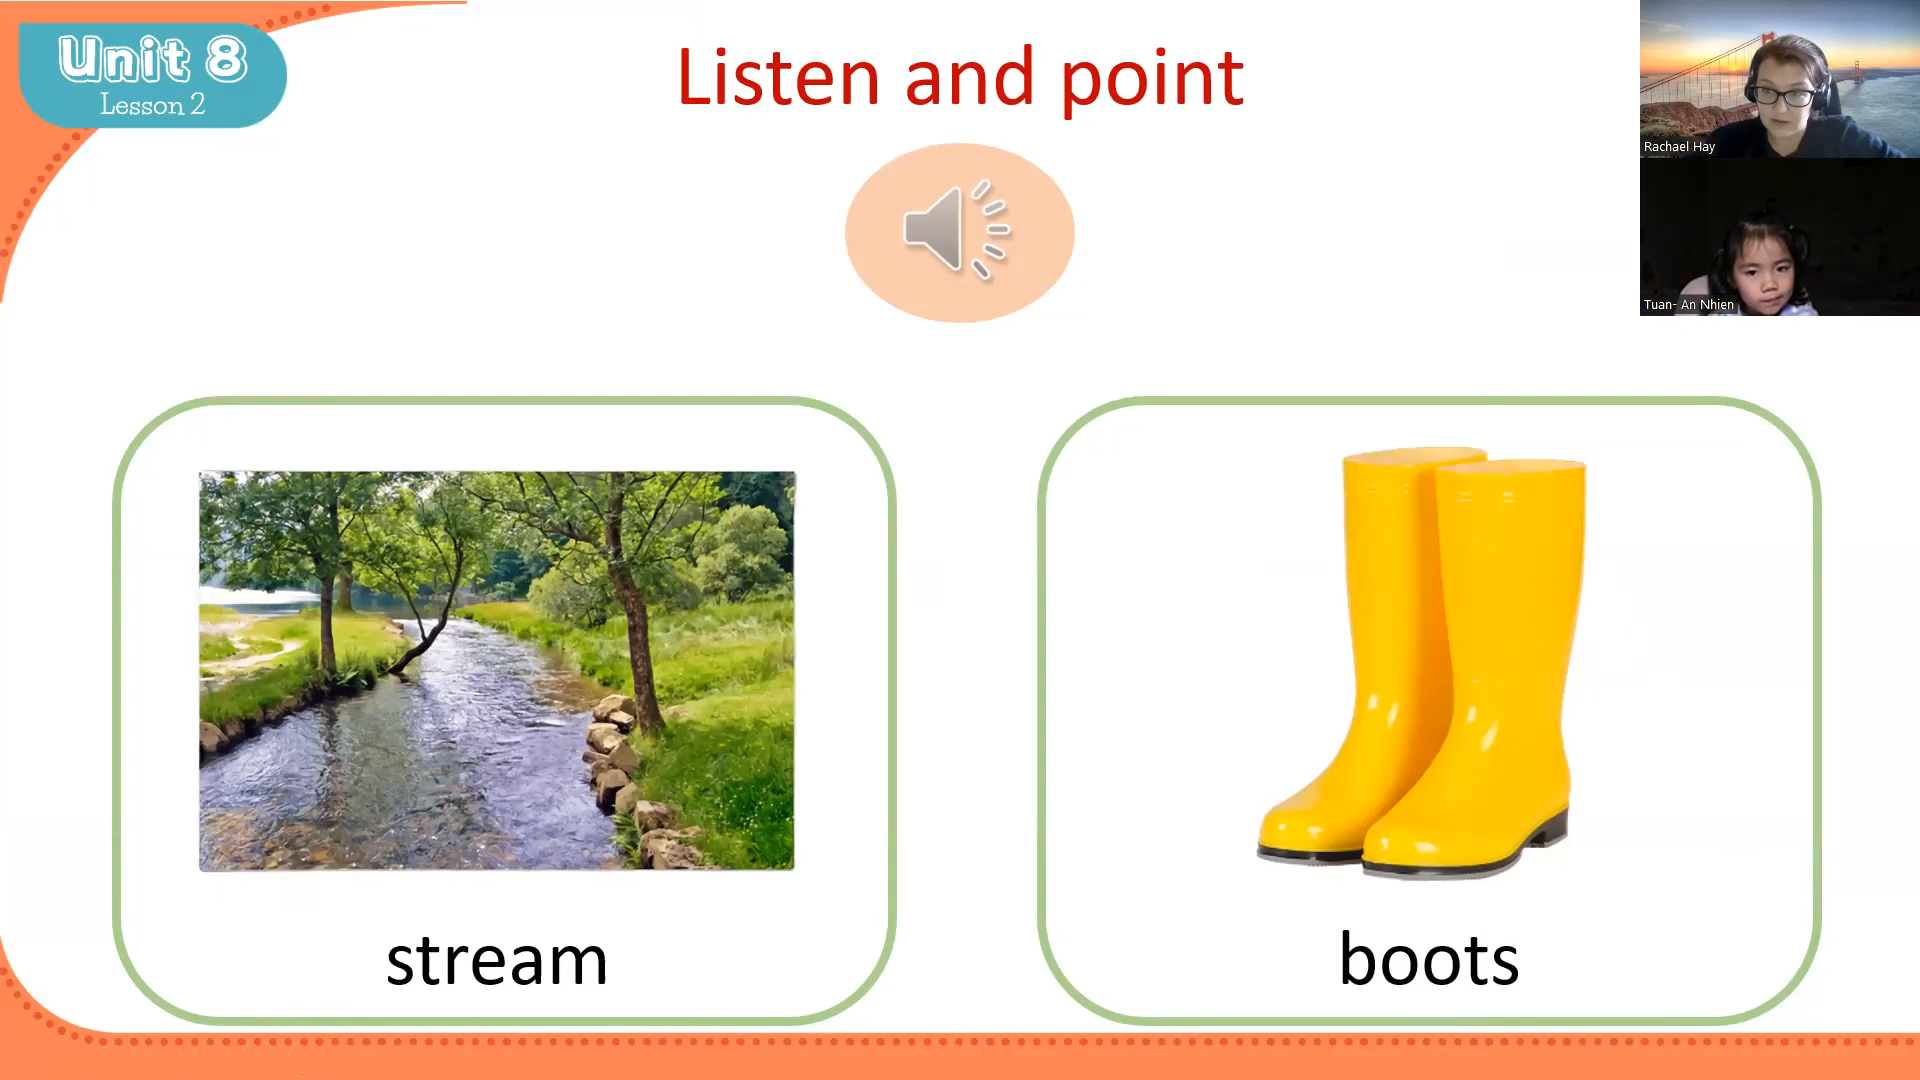 Unit 8
Lesson 2
Listen and point
Rachael Hay
Tuan- An Nhien
stream
boots